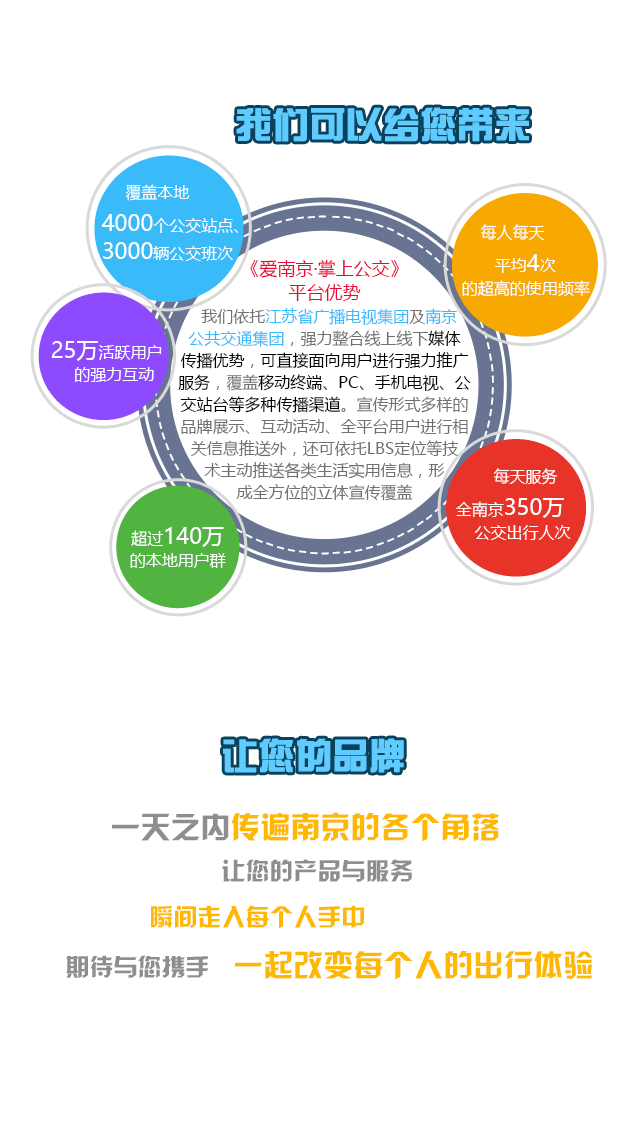 我们可以给您带来
覆盖本地
4000个公交站点、
3000辆公交班次
每人每天
平均4次
的超高的使用频率
25万活跃用户
的强力互动
《爱南京·掌上公交》
平台优势
我们依托江苏省广播电视集团及南京
公共交通集团，强力整合线上线下媒体
传播优势，可直接面向用户进行强力推广
服务，覆盖移动终端、PC、手机电视、公
交站台等多种传播渠道。宣传形式多样的
品牌展示、互动活动、全平台用户进行相
关信息推送外，还可依托LBS定位等技
术主动推送各类生活实用信息，形
成全方位的立体宣传覆盖
超过140万
的本地用户群
每天服务
全南京350万
公交出行人次
让您的品牌
一天之内传遍南京的各个角落
让您的产品与服务
瞬间走入每个人手中
期待与您携手 一起改变每个人的出行体验